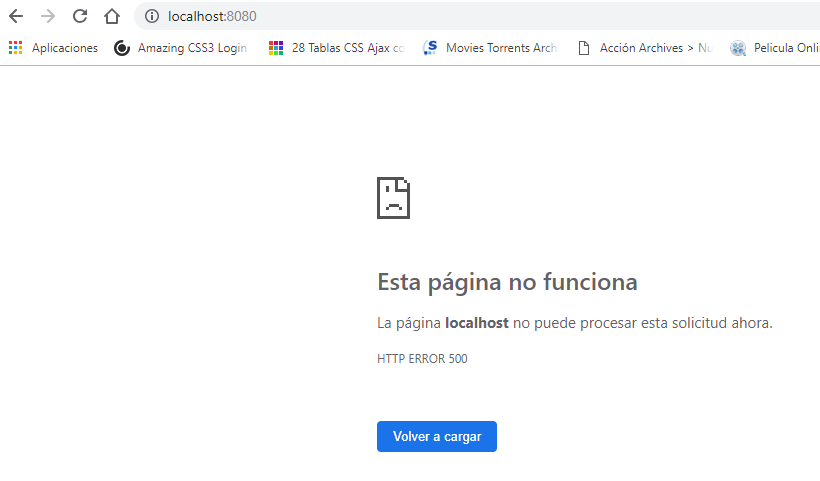 localhost:8080
Aplicaciones Amazing CSS3 Login 28 Tablas CSS Ajax co Movies Torrents Arch Acción Archives > Nu Pelicula Onli
Esta página no funciona
La página localhost no puede procesar esta solicitud ahora.
HTTP ERROR 500
Volver a cargar